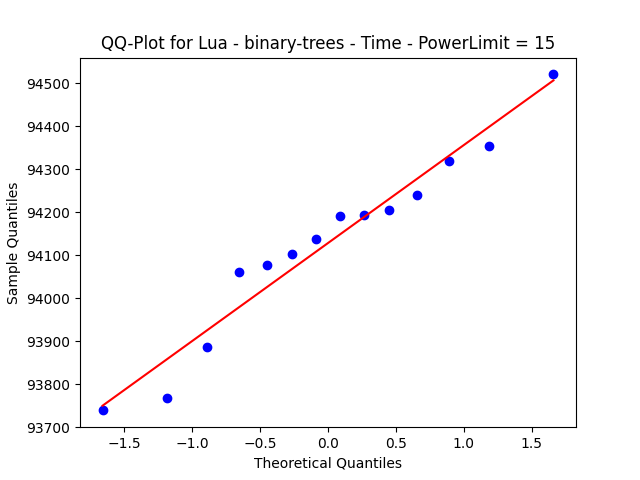 QQ-Plot for Lua - binary-trees - Time - PowerLimit = 15
Sample Quantiles
94500
94400
94300
94200
94100
94000
93900
93800
93700
−1.5 −1.0 −0.5 0.0 0.5 1.0 1.5
Theoretical Quantiles